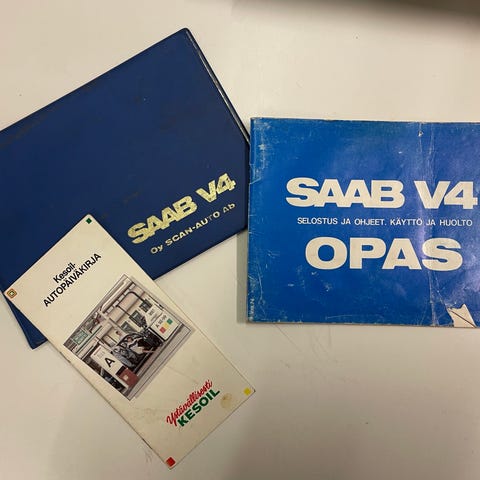 SAAB V4
Oy SCAN-AUTO Ab
SAAB V4
SELOSTUS JA OHJEET. KÄYTTÖ JA HUOLTO
OPAS
Kesoil-
AUTOPÄIVÄKIRJA
A
Ystävällisesti
KESOIL